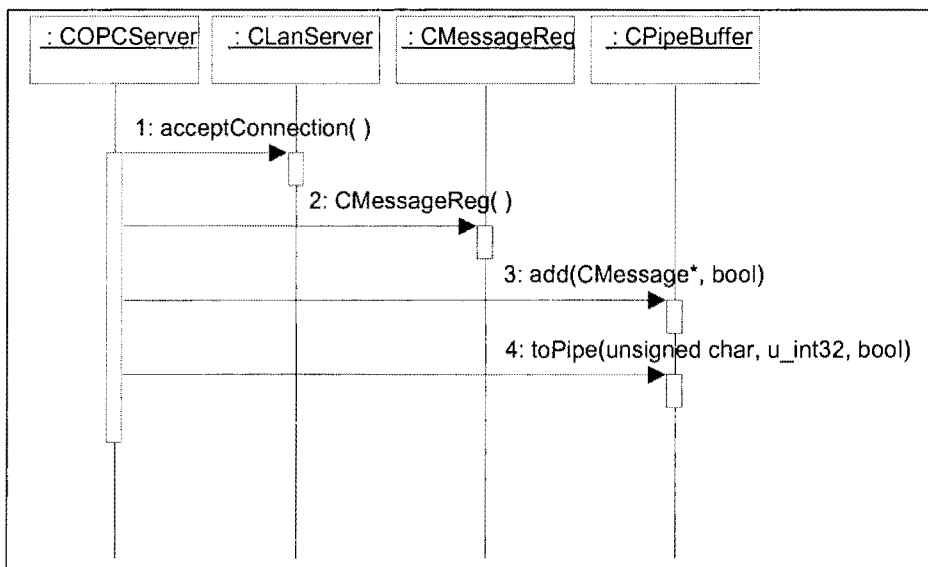 : COPCServer : CLanServer : CMessageReg : CPipeBuffer
1: acceptConnection( )
2: CMessageReg( )
3: add(CMessage*, bool)
4: toPipe(unsigned char, u_int32, bool)